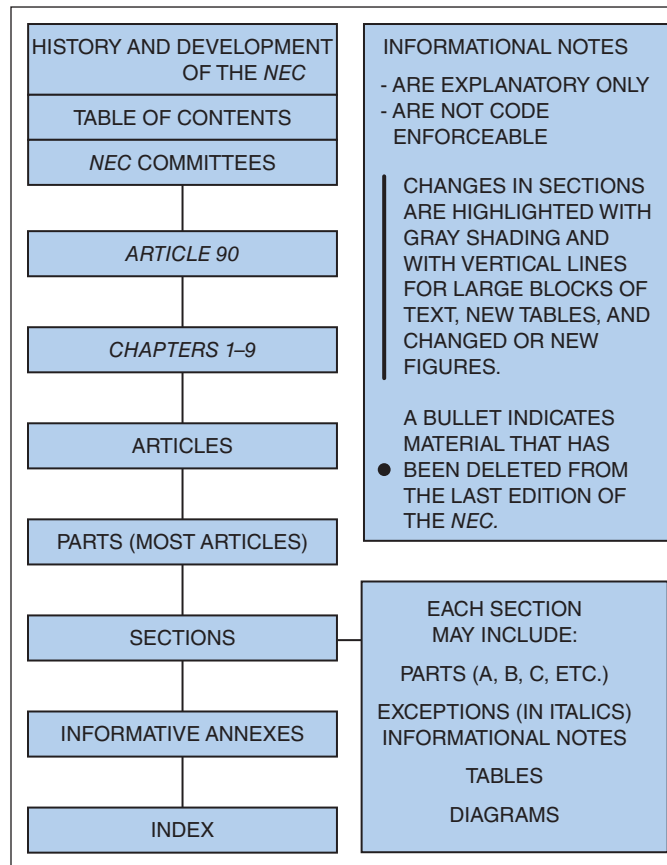 HISTORY AND DEVELOPMENT
OF THE NEC
TABLE OF CONTENTS
NEC COMMITTEES
ARTICLE 90
CHAPTERS 1–9
ARTICLES
PARTS (MOST ARTICLES)
SECTIONS
INFORMATIVE ANNEXES
INDEX
INFORMATIONAL NOTES
- ARE EXPLANATORY ONLY
- ARE NOT CODE
ENFORCEABLE
CHANGES IN SECTIONS
ARE HIGHLIGHTED WITH
GRAY SHADING AND
WITH VERTICAL LINES
FOR LARGE BLOCKS OF
TEXT, NEW TABLES, AND
CHANGED OR NEW
FIGURES.
A BULLET INDICATES
MATERIAL THAT HAS
● BEEN DELETED FROM
THE LAST EDITION OF
THE NEC.
EACH SECTION
MAY INCLUDE:
PARTS (A, B, C, ETC.)
EXCEPTIONS (IN ITALICS)
INFORMATIONAL NOTES
TABLES
DIAGRAMS